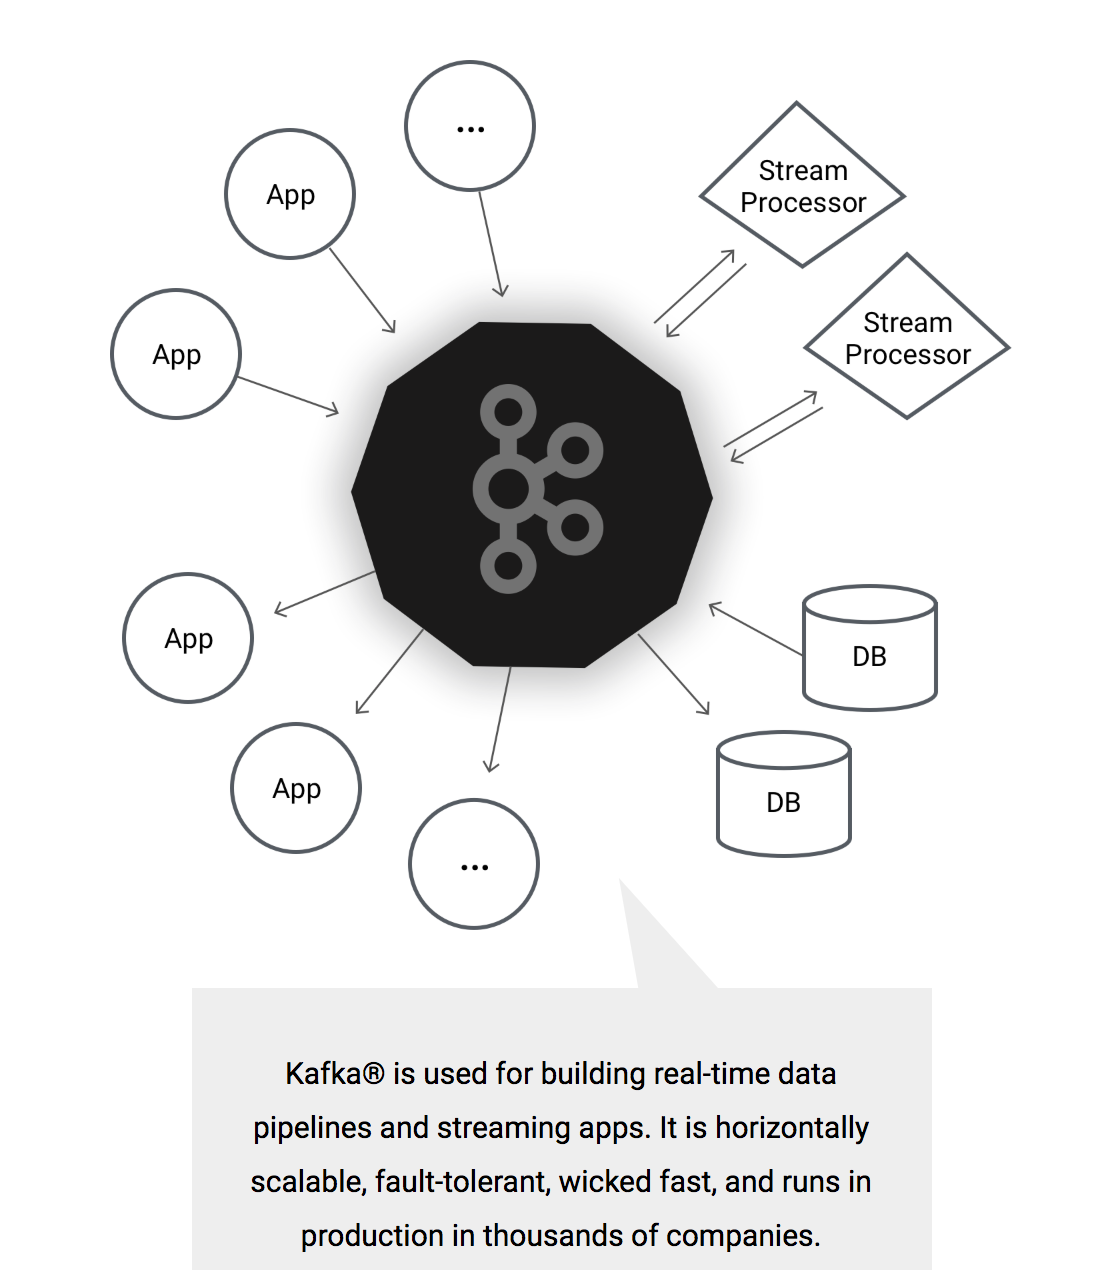 ...
App
Stream
Processor
App
Stream
Processor
App
DB
App
DB
...
Kafka® is used for building real-time data
pipelines and streaming apps. It is horizontally
scalable, fault-tolerant, wicked fast, and runs in
production in thousands of companies.